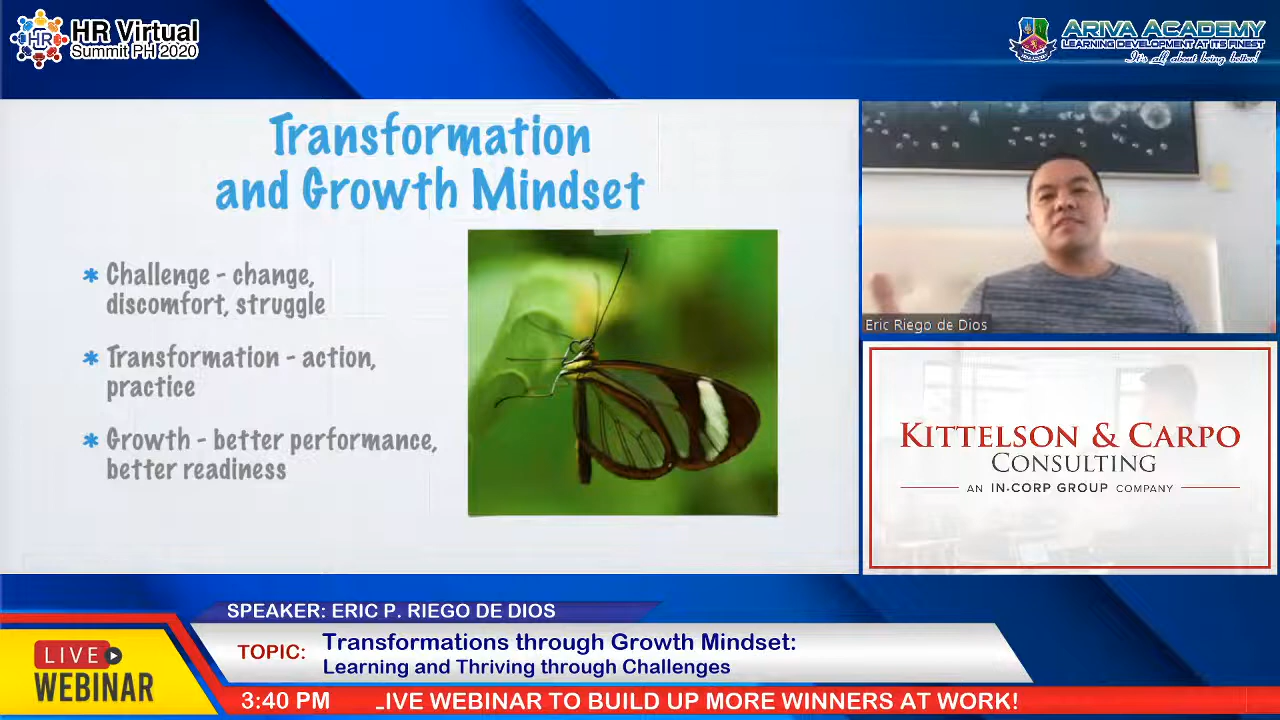 HR Virtual
Summit PH 2020
HR
ARIVA ACADEMY
LEARNING DEVELOPMENT AT ITS FINEST
It's all about being better!
Transformation
and Growth Mindset
* Challenge - change,
discomfort, struggle
* Transformation - action,
practice
* Growth - better performance,
better readiness
Eric Riego de Dios
KITTELSON & CARPO
CONSULTING
AN IN.CORP GROUP COMPANY
SPEAKER: ERIC P. RIEGO DE DIOS
TOPIC: Transformations through Growth Mindset:
Learning and Thriving through Challenges
LIVE
WEBINAR
3:40 PM IVE WEBINAR TO BUILD UP MORE WINNERS AT WORK!